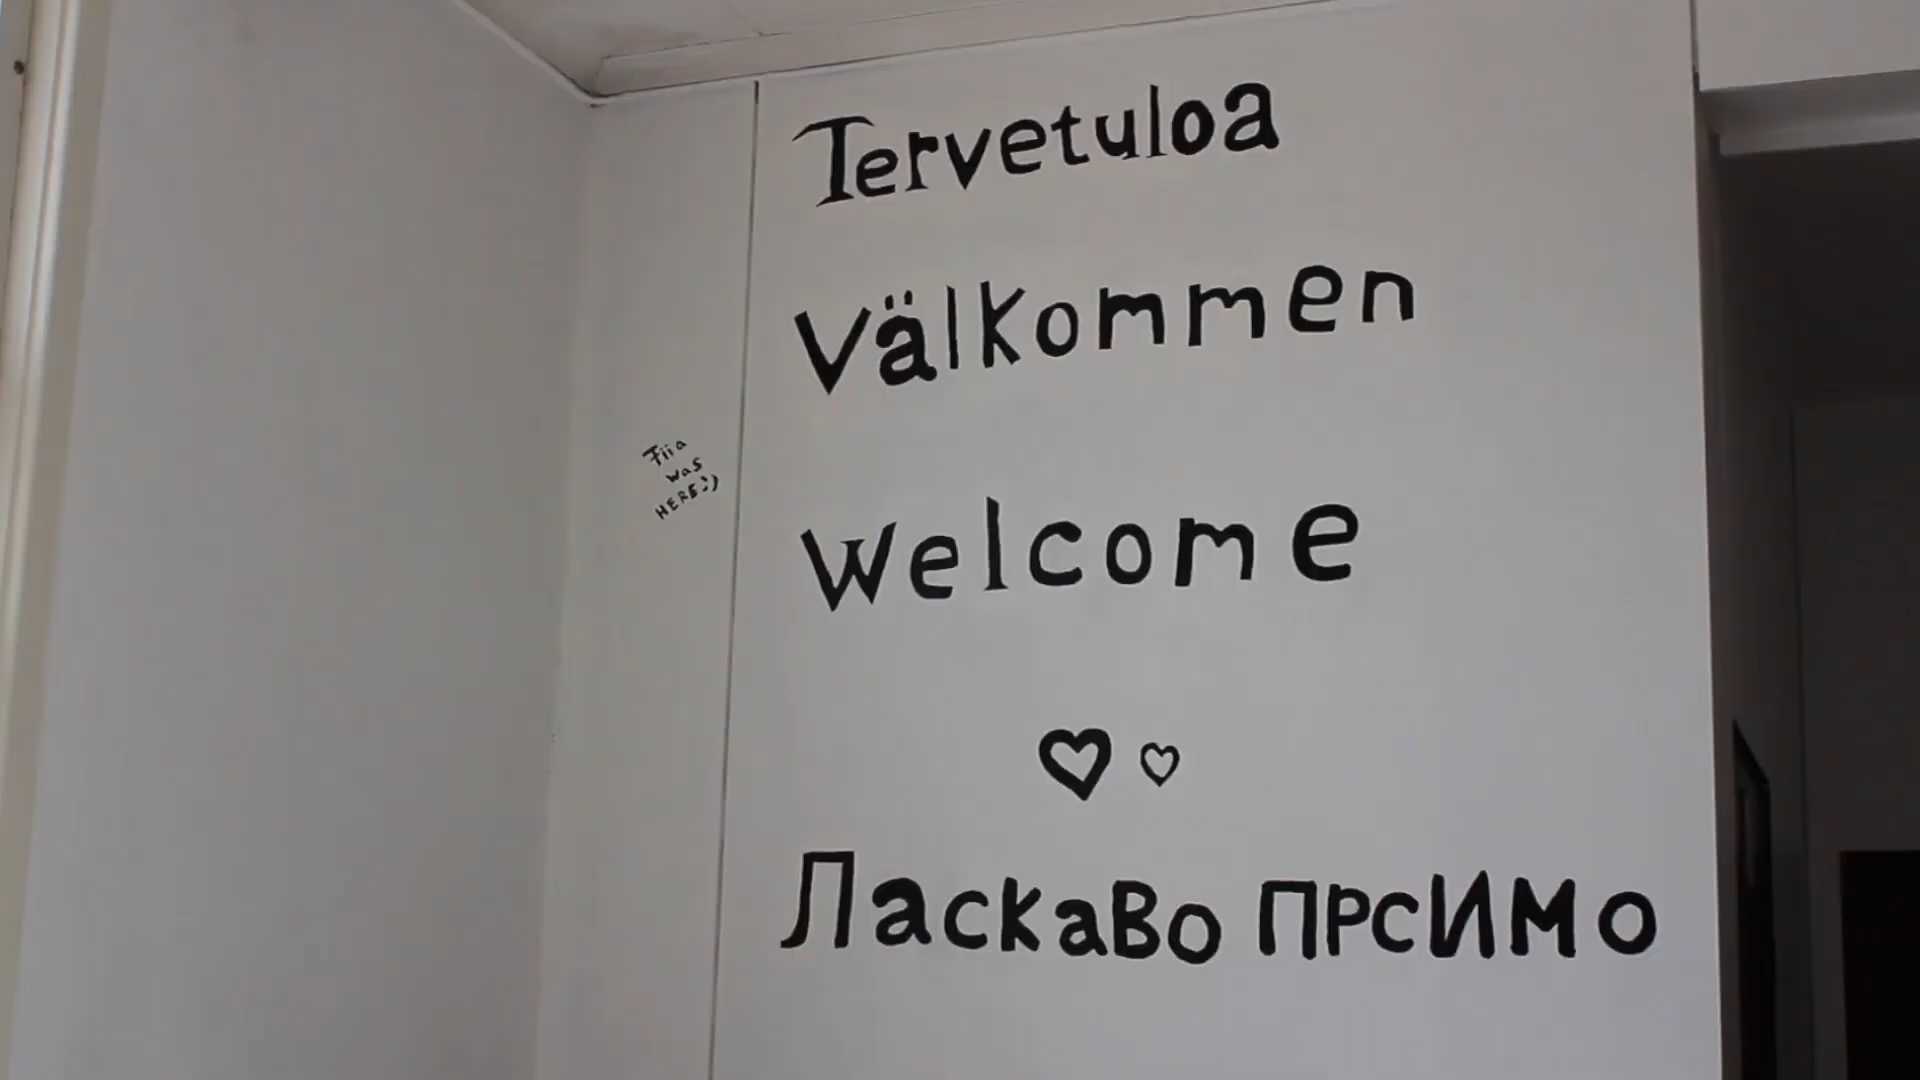 Tervetuloa
Välkommen
Welcome
Ласкаво прсимо
Fiia
was
HERE:)